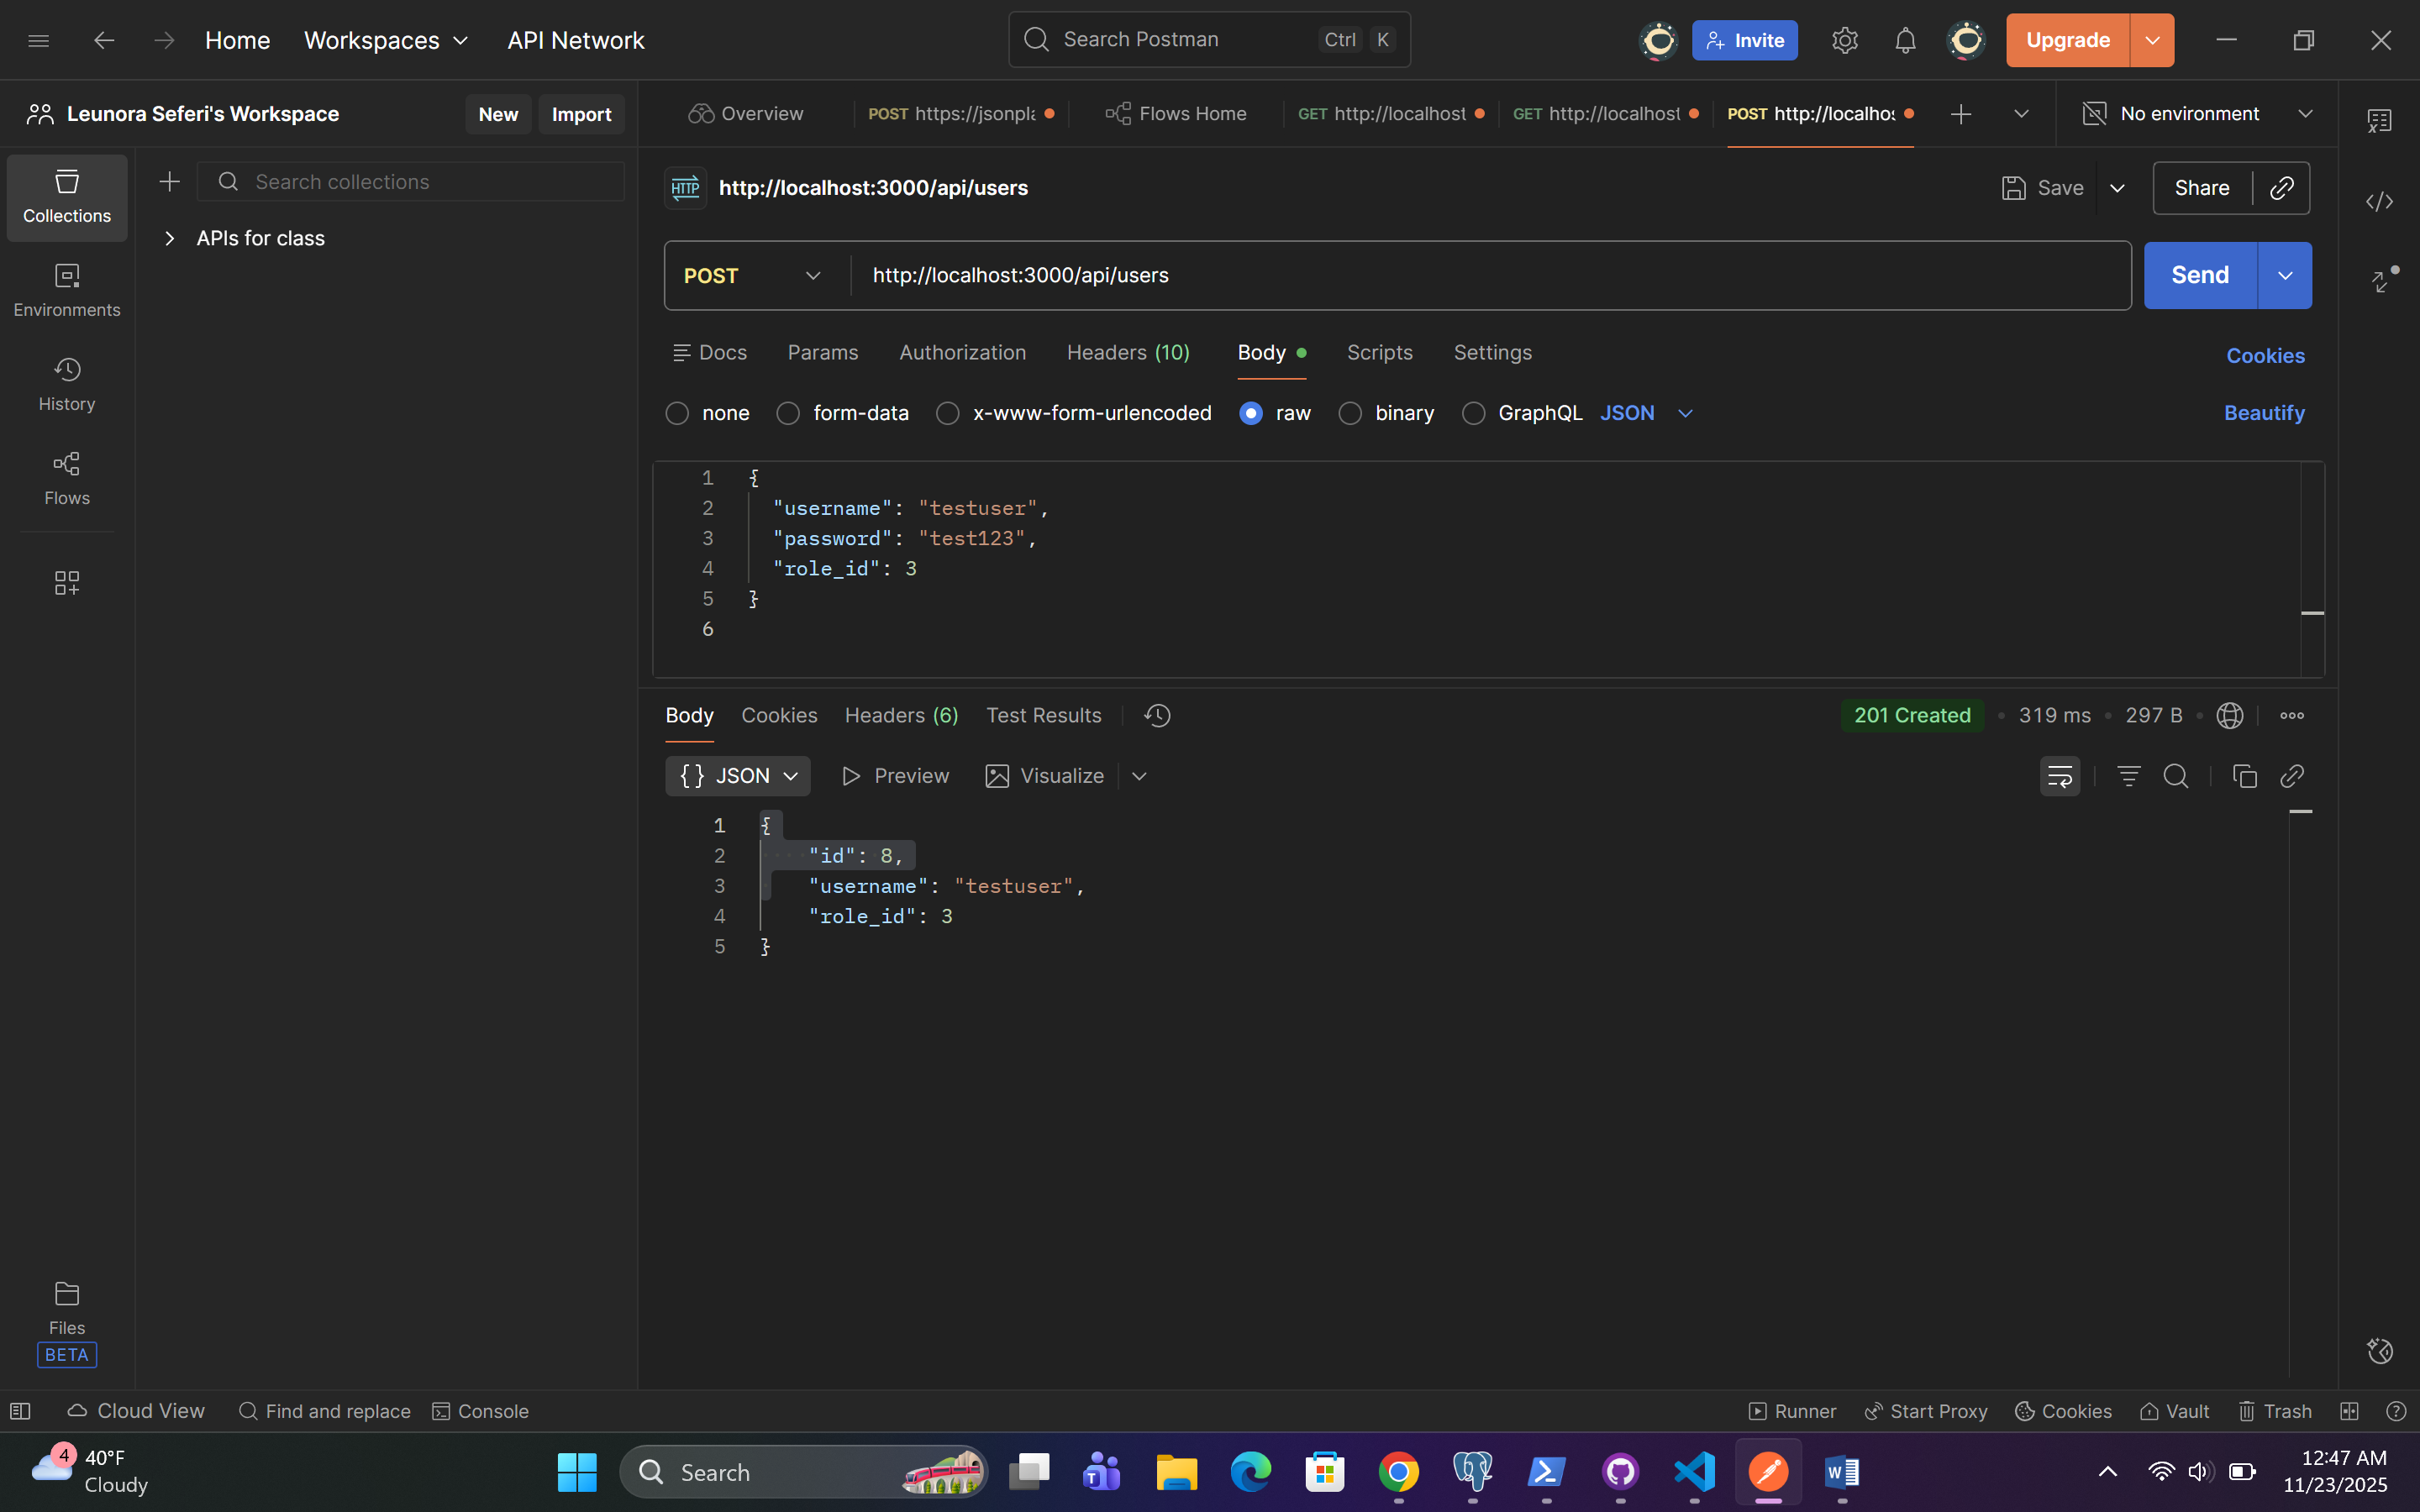 Home Workspaces API Network Search Postman Ctrl K Invite Upgrade
Leunora Seferi's Workspace New Import Overview POST https://jsonpla Flows Home GET http://localhost GET http://localhost POST http://localhos No environment
Collections Search collections HTTP http://localhost:3000/api/users Save Share
APIs for class
Environments
History
Flows
Files
BETA
POST http://localhost:3000/api/users Send
Docs Params Authorization Headers (10) Body Scripts Settings Cookies
none form-data x-www-form-urlencoded raw binary GraphQL JSON Beautify
1 {
2 "username": "testuser",
3 "password": "test123",
4 "role_id": 3
5 }
6
Body Cookies Headers (6) Test Results 201 Created • 319 ms • 297 B •
{} JSON Preview Visualize
1 {
2 "id": 8,
3 "username": "testuser",
4 "role_id": 3
5 }
Cloud View Find and replace Console Runner Start Proxy Cookies Vault Trash
4 40°F
Cloudy
Search
12:47 AM
11/23/2025